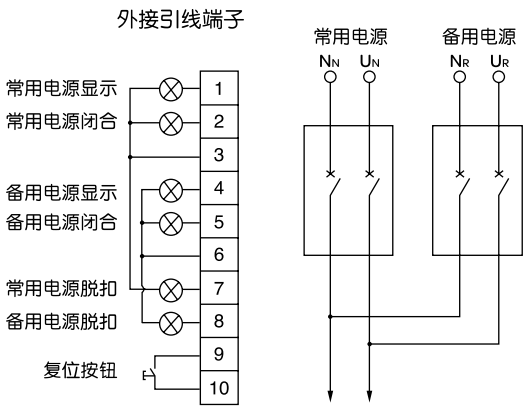 外接引线端子
常用电源显示
1
常用电源闭合
2
3
备用电源显示
4
备用电源闭合
5
6
常用电源脱扣
7
备用电源脱扣
8
复位按钮
9
10
常用电源 备用电源
NN UN NR UR